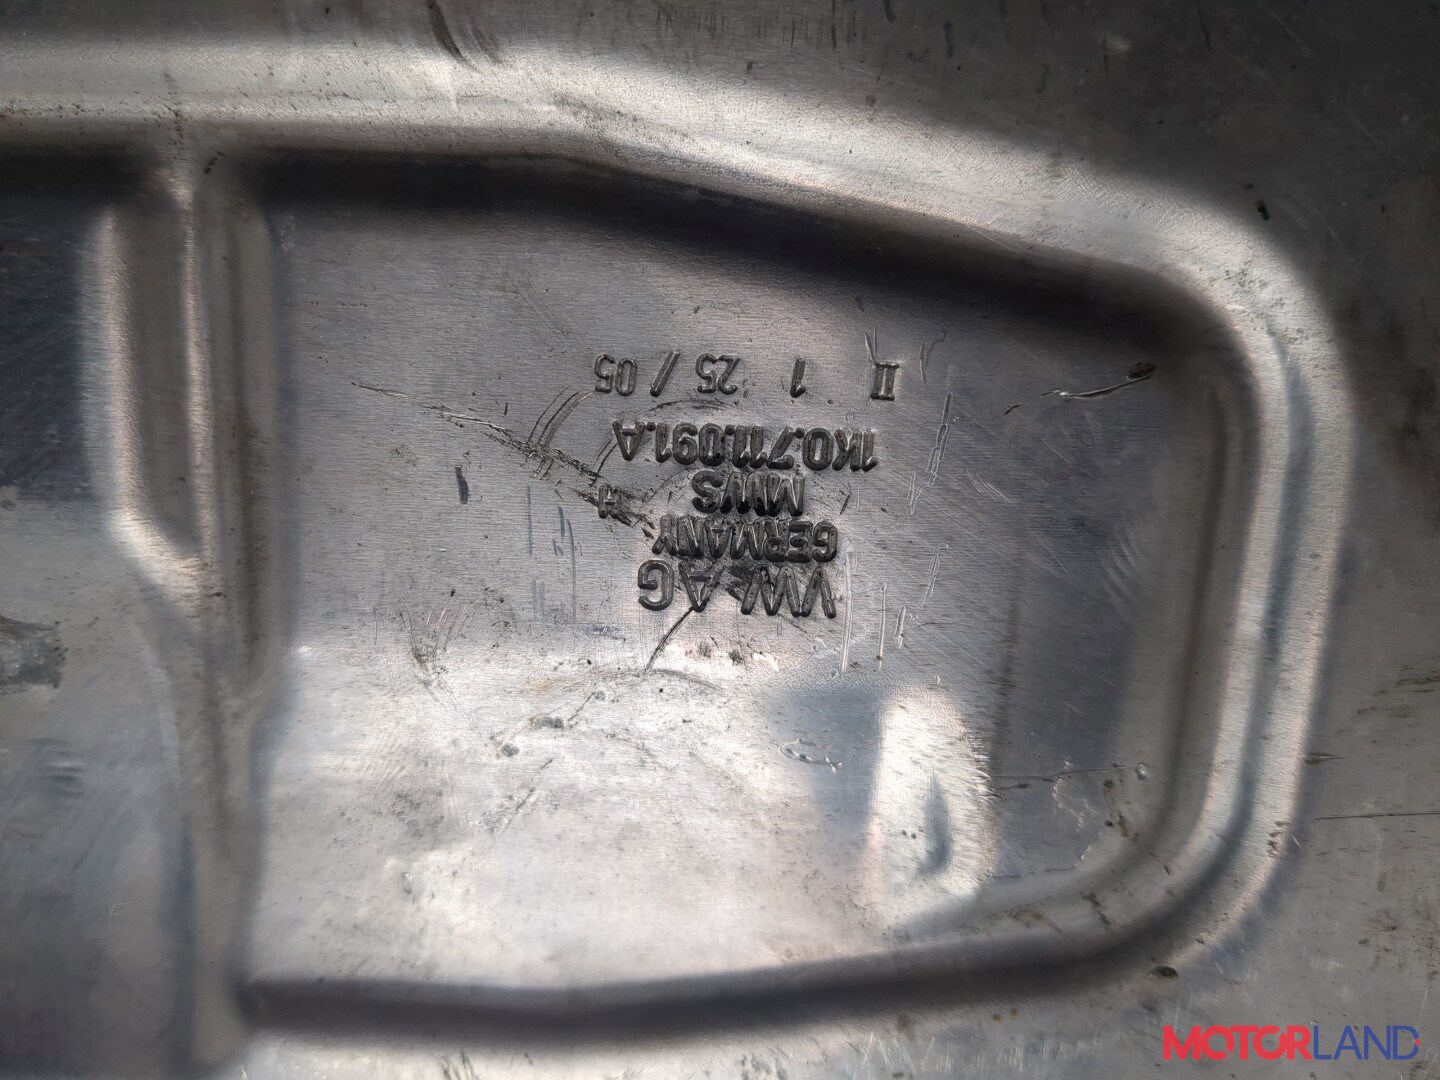 VW AG
GERMANY
MWS
1K0.711.091.A
II 1 25 / 05
MOTORLAND